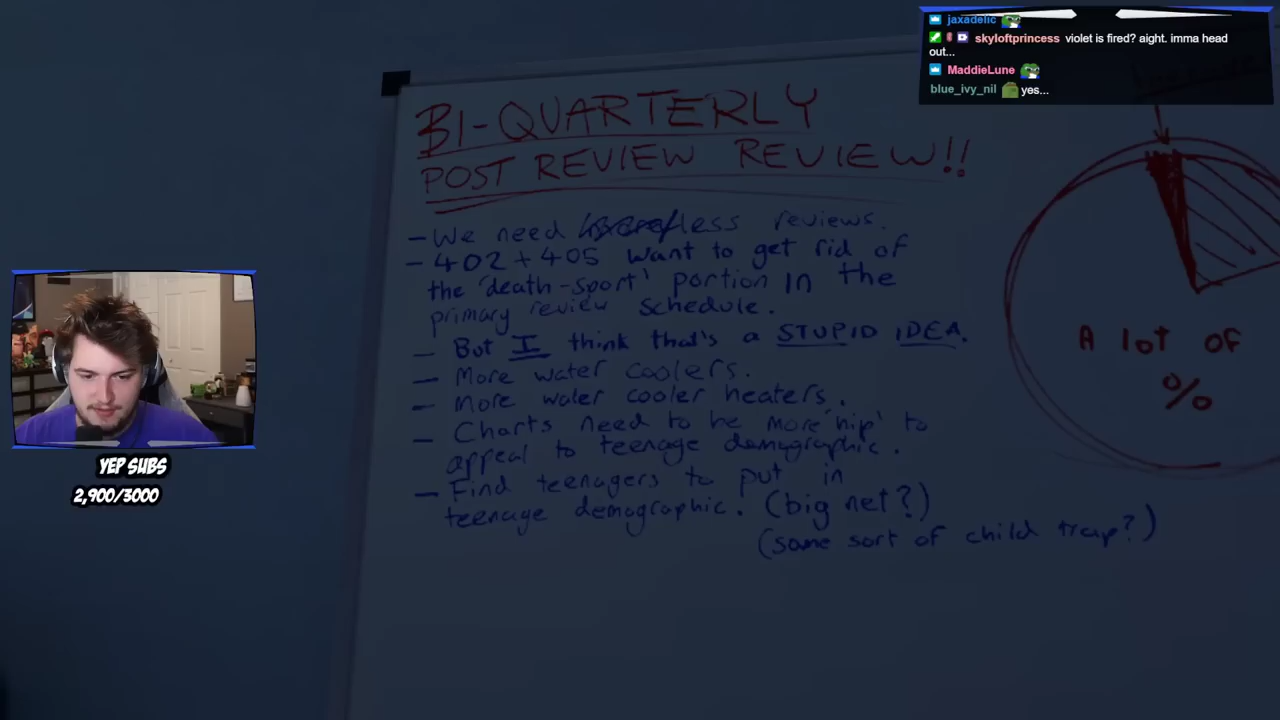 jaxadelic
skyloftprincess violet is fired? aight. imma head
out...
MaddieLune
blue_ivy_nil yes...
BI-QUARTERLY
POST REVIEW REVIEW!!
- We need less reviews.
- 402 + 405 want to get rid of
the 'death-sport' portion in the
primary review schedule.
- But I think that's a STUPID IDEA.
- More water coolers.
- More water cooler heaters.
- Charts need to be more 'hip' to
appeal to teenage demographic.
- Find teenagers to put in
teenage demographic. (big net?)
(some sort of child trap?)
A lot of
%
YEP SUBS
2,900/3000